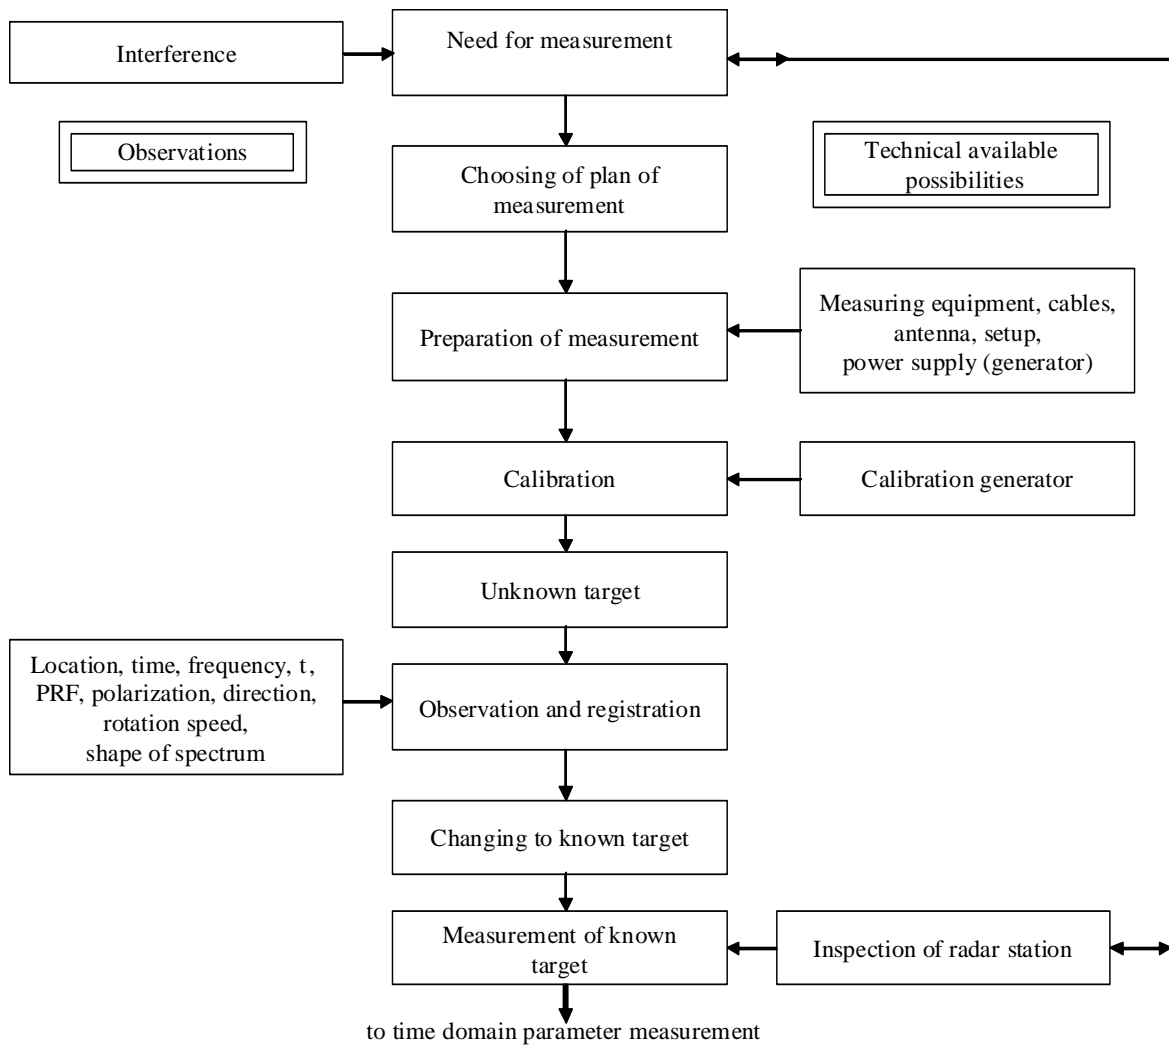 Interference
Need for measurement
Observations
Technical available
possibilities
Choosing of plan of
measurement
Preparation of measurement
Measuring equipment, cables,
antenna, setup,
power supply (generator)
Calibration
Calibration generator
Unknown target
Location, time, frequency, t,
PRF, polarization, direction,
rotation speed,
shape of spectrum
Observation and registration
Changing to known target
Measurement of known
target
Inspection of radar station
to time domain parameter measurement